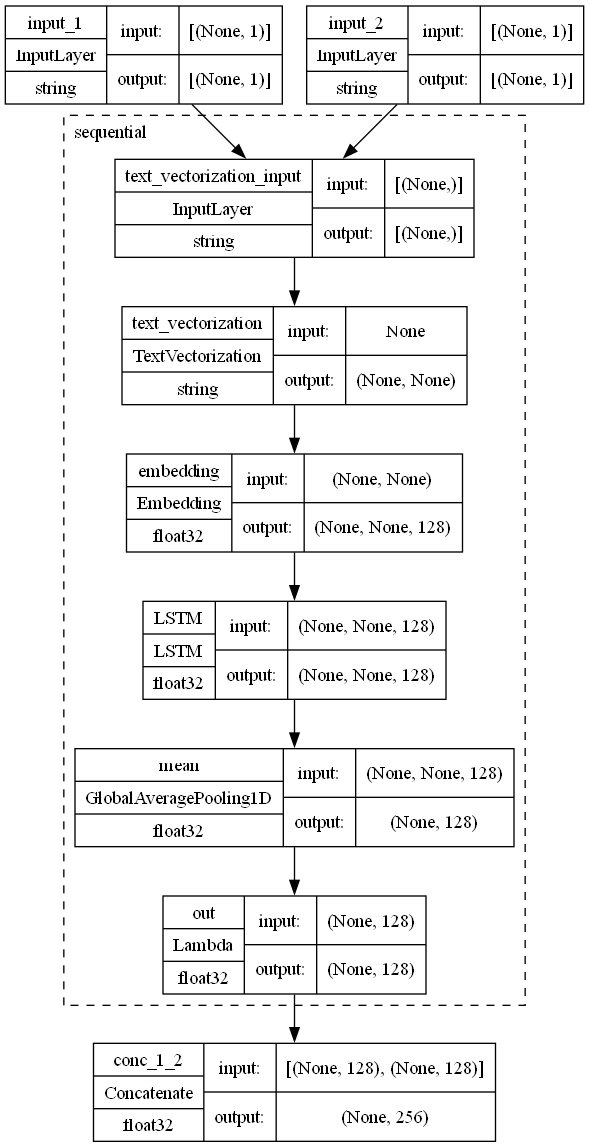 input_1 input: [(None, 1)]
InputLayer
string output: [(None, 1)]
input_2 input: [(None, 1)]
InputLayer
string output: [(None, 1)]
sequential
text_vectorization_input input: [(None,)]
InputLayer
string output: [(None,)]
text_vectorization input: None
TextVectorization
string output: (None, None)
embedding input: (None, None)
Embedding
float32 output: (None, None, 128)
LSTM input: (None, None, 128)
LSTM
float32 output: (None, None, 128)
mean input: (None, None, 128)
GlobalAveragePooling1D
float32 output: (None, 128)
out input: (None, 128)
Lambda
float32 output: (None, 128)
conc_1_2 input: [(None, 128), (None, 128)]
Concatenate
float32 output: (None, 256)